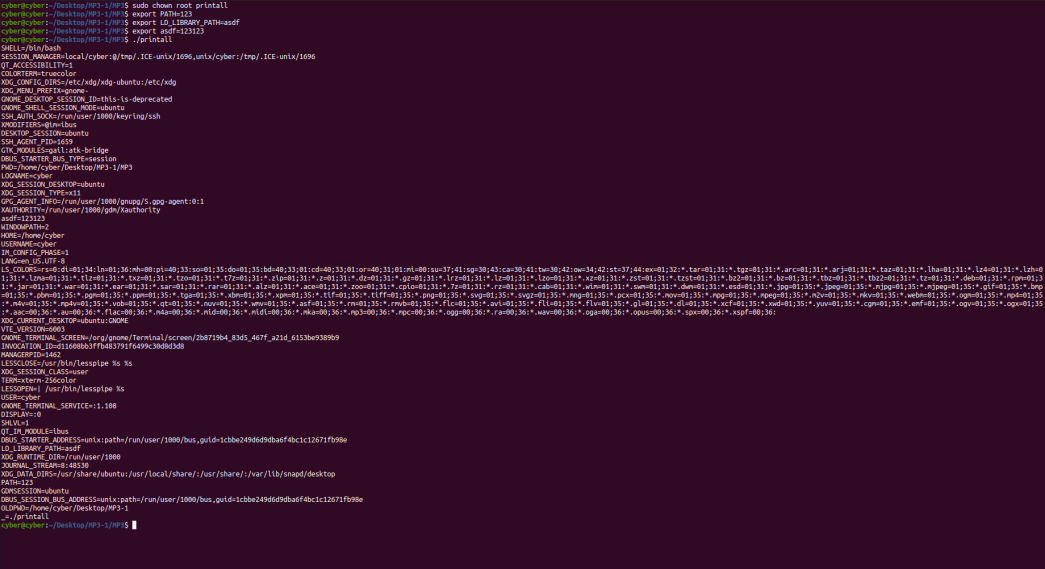 cyber@cyber:~/Desktop/MP3-1/MP3$ sudo chown root printall
cyber@cyber:~/Desktop/MP3-1/MP3$ export PATH=123
cyber@cyber:~/Desktop/MP3-1/MP3$ export LD_LIBRARY_PATH=asdf
cyber@cyber:~/Desktop/MP3-1/MP3$ export asdf=123123
cyber@cyber:~/Desktop/MP3-1/MP3$ ./printall
SHELL=/bin/bash
SESSION_MANAGER=local/cyber:@/tmp/.ICE-unix/1696,unix/cyber:/tmp/.ICE-unix/1696
QT_ACCESSIBILITY=1
COLORTERM=truecolor
XDG_CONFIG_DIRS=/etc/xdg/xdg-ubuntu:/etc/xdg
XDG_MENU_PREFIX=gnome-
GNOME_DESKTOP_SESSION_ID=this-is-deprecated
GNOME_SHELL_SESSION_MODE=ubuntu
SSH_AUTH_SOCK=/run/user/1000/keyring/ssh
XMODIFIERS=@im=ibus
DESKTOP_SESSION=ubuntu
SSH_AGENT_PID=1659
GTK_MODULES=gail:atk-bridge
DBUS_STARTER_BUS_TYPE=session
PWD=/home/cyber/Desktop/MP3-1/MP3
LOGNAME=cyber
XDG_SESSION_DESKTOP=ubuntu
XDG_SESSION_TYPE=x11
GPG_AGENT_INFO=/run/user/1000/gnupg/S.gpg-agent:0:1
XAUTHORITY=/run/user/1000/gdm/Xauthority
asdf=123123
WINDOWPATH=2
HOME=/home/cyber
USERNAME=cyber
IM_CONFIG_PHASE=1
LANG=en_US.UTF-8
LS_COLORS=rs=0:di=01;34:ln=01;36:mh=00:pi=40;33:so=01;35:do=01;35:bd=40;33;01:cd=40;33;01:or=40;31;01:mi=00:su=37;41:sg=30;43:ca=30;41:tw=30;42:ow=34;42:st=37;44:ex=01;32:*.tar=01;31:*.tgz=01;31:*.arc=01;31:*.arj=01;31:*.taz=01;31:*.lha=01;31:*.lz4=01;31:*.lzh=0
1;31:*.lzma=01;31:*.tlz=01;31:*.txz=01;31:*.tzo=01;31:*.t7z=01;31:*.zip=01;31:*.z=01;31:*.dz=01;31:*.gz=01;31:*.lrz=01;31:*.lz=01;31:*.lzo=01;31:*.xz=01;31:*.zst=01;31:*.tzst=01;31:*.bz2=01;31:*.bz=01;31:*.tbz=01;31:*.tbz2=01;31:*.tz=01;31:*.deb=01;31:*.rpm=01;31:
*.jar=01;31:*.war=01;31:*.ear=01;31:*.sar=01;31:*.rar=01;31:*.alz=01;31:*.ace=01;31:*.zoo=01;31:*.cpio=01;31:*.7z=01;31:*.rz=01;31:*.cab=01;31:*.wim=01;31:*.swm=01;31:*.dwm=01;31:*.esd=01;31:*.jpg=01;35:*.jpeg=01;35:*.mjpg=01;35:*.mjpeg=01;35:*.gif=01;35:*.bmp
=01;35:*.pbm=01;35:*.pgm=01;35:*.ppm=01;35:*.tga=01;35:*.xbm=01;35:*.xpm=01;35:*.tif=01;35:*.tiff=01;35:*.png=01;35:*.svg=01;35:*.svgz=01;35:*.mng=01;35:*.pcx=01;35:*.mov=01;35:*.mpg=01;35:*.mpeg=01;35:*.m2v=01;35:*.mkv=01;35:*.webm=01;35:*.ogm=01;35:*.mp4=01;35
:*.m4v=01;35:*.mp4v=01;35:*.vob=01;35:*.qt=01;35:*.nuv=01;35:*.wmv=01;35:*.asf=01;35:*.rm=01;35:*.rmvb=01;35:*.flc=01;35:*.avi=01;35:*.fli=01;35:*.flv=01;35:*.gl=01;35:*.dl=01;35:*.xcf=01;35:*.xwd=01;35:*.yuv=01;35:*.cgm=01;35:*.emf=01;35:*.ogv=01;35:*.ogx=01;35
:*.aac=00;36:*.au=00;36:*.flac=00;36:*.m4a=00;36:*.mid=00;36:*.midi=00;36:*.mka=00;36:*.mp3=00;36:*.mpc=00;36:*.ogg=00;36:*.ra=00;36:*.wav=00;36:*.oga=00;36:*.opus=00;36:*.spx=00;36:*.xspf=00;36:
XDG_CURRENT_DESKTOP=ubuntu:GNOME
VTE_VERSION=6003
GNOME_TERMINAL_SCREEN=/org/gnome/Terminal/screen/2b8719b4_83d5_467f_a21d_6153be9389b9
INVOCATION_ID=d11608bb3ffb483791f6499c30d8d3d8
MANAGERPID=1462
LESSCLOSE=/usr/bin/lesspipe %s %s
XDG_SESSION_CLASS=user
TERM=xterm-256color
LESSOPEN=| /usr/bin/lesspipe %s
USER=cyber
GNOME_TERMINAL_SERVICE=:1.108
DISPLAY=:0
SHLVL=1
QT_IM_MODULE=ibus
DBUS_STARTER_ADDRESS=unix:path=/run/user/1000/bus,guid=1cbbe249d6d9dba6f4bc1c12671fb98e
LD_LIBRARY_PATH=asdf
XDG_RUNTIME_DIR=/run/user/1000
JOURNAL_STREAM=8:48530
XDG_DATA_DIRS=/usr/share/ubuntu:/usr/local/share/:/usr/share/:/var/lib/snapd/desktop
PATH=123
GDMSESSION=ubuntu
DBUS_SESSION_BUS_ADDRESS=unix:path=/run/user/1000/bus,guid=1cbbe249d6d9dba6f4bc1c12671fb98e
OLDPWD=/home/cyber/Desktop/MP3-1
_=./printall
cyber@cyber:~/Desktop/MP3-1/MP3$